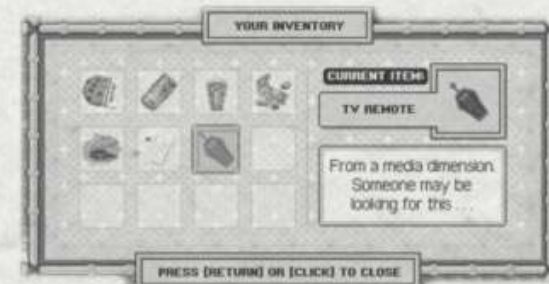 YOUR INVENTORY
CURRENT ITEM:
TV REMOTE
From a media dimension.
Someone may be
looking for this . . .
PRESS [RETURN] OR [CLICK] TO CLOSE